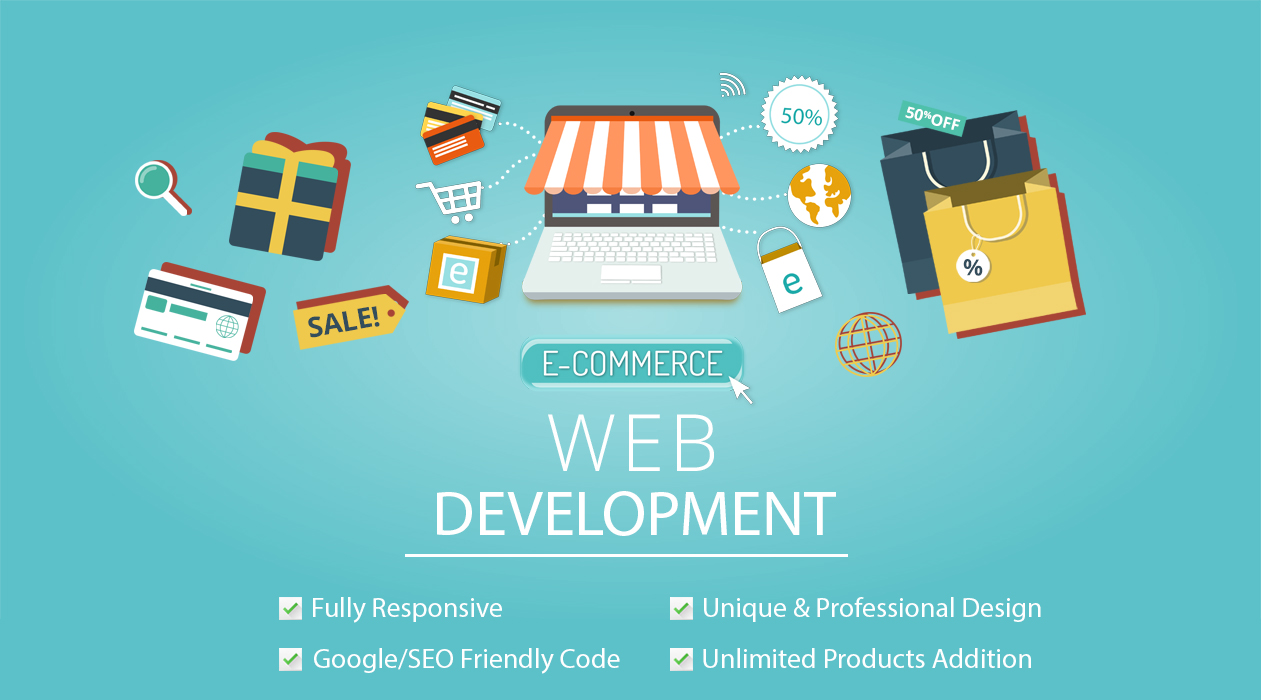 50%
50%OFF
e
e
%
SALE!
E-COMMERCE
WEB
DEVELOPMENT
Fully Responsive
Unique & Professional Design
Google/SEO Friendly Code
Unlimited Products Addition